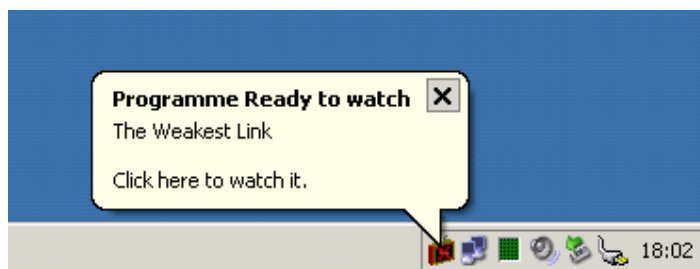 Programme Ready to watch
The Weakest Link
Click here to watch it.
18:02